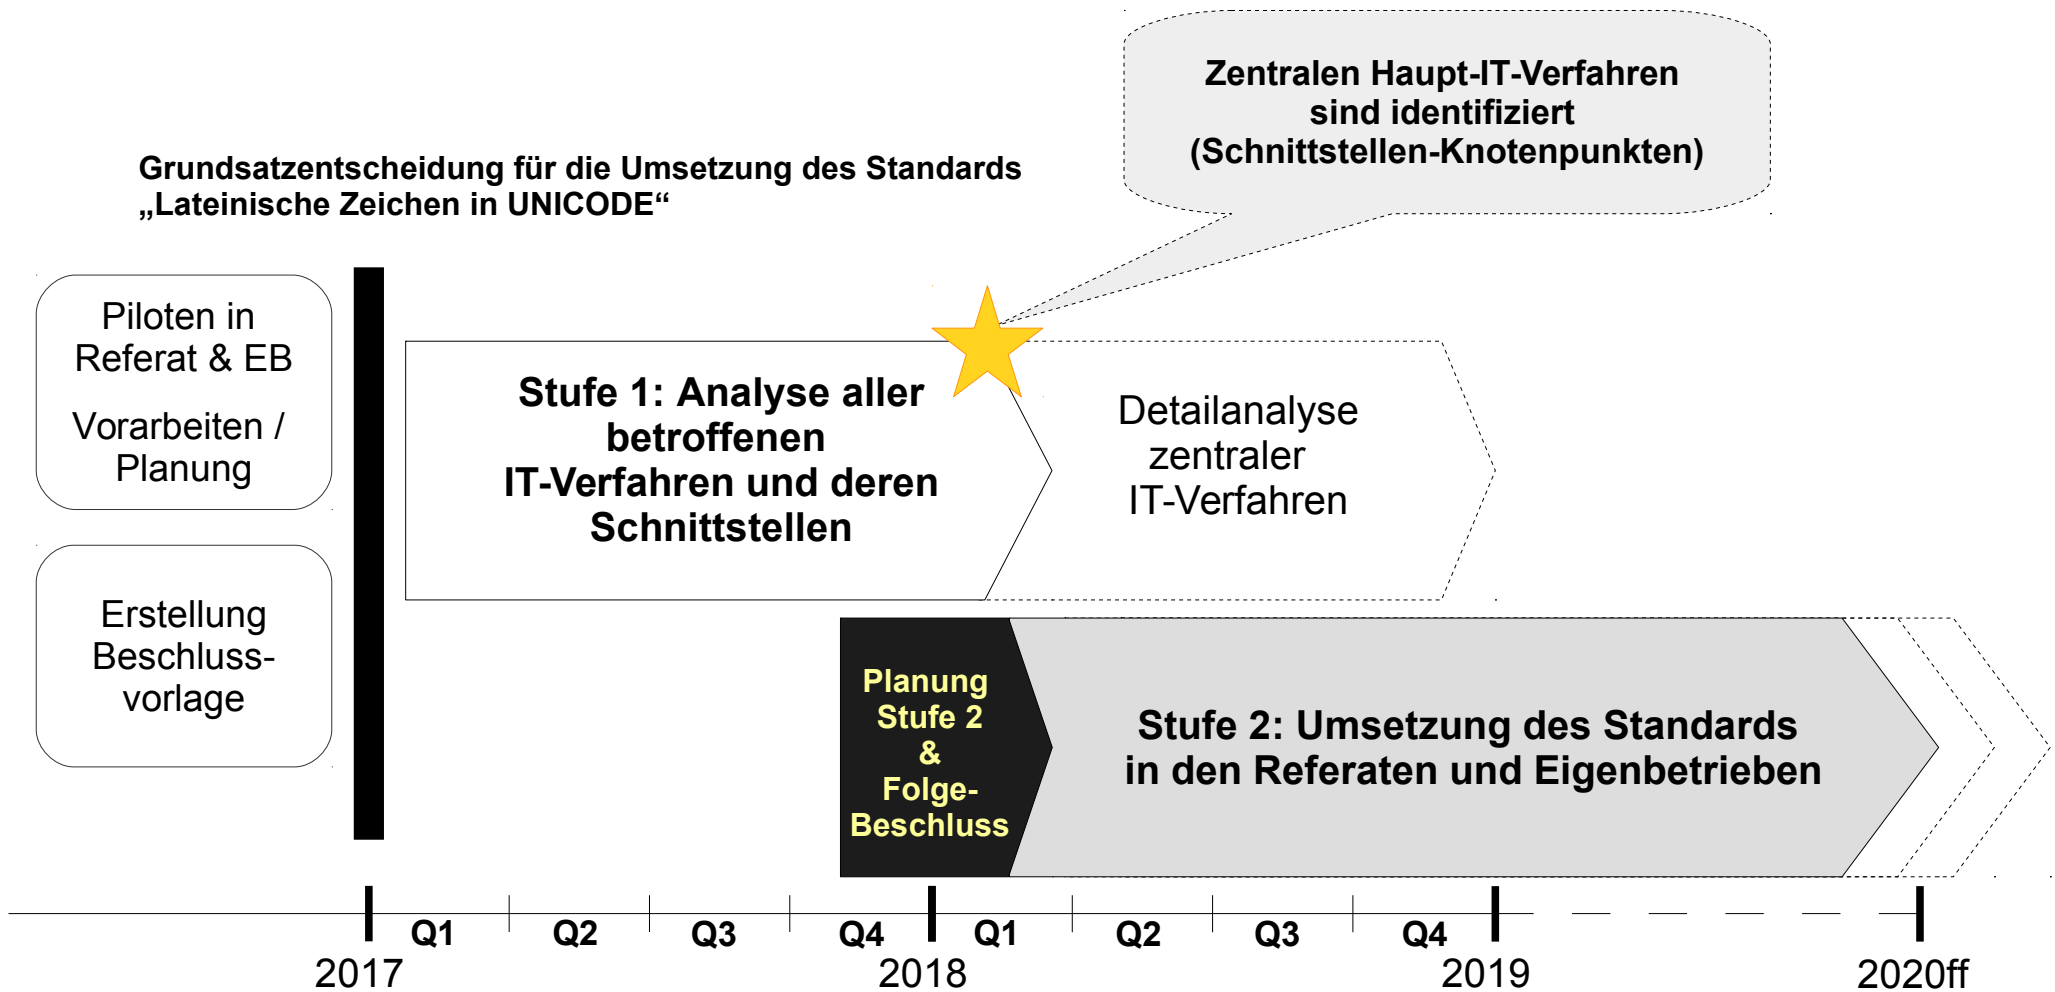 Zentralen Haupt-IT-Verfahren
sind identifiziert
(Schnittstellen-Knotenpunkten)
Grundsatzentscheidung für die Umsetzung des Standards
„Lateinische Zeichen in UNICODE“
Piloten in
Referat & EB
Vorarbeiten /
Planung
Erstellung
Beschluss-
vorlage
Stufe 1: Analyse aller
betroffenen
IT-Verfahren und deren
Schnittstellen
Detailanalyse
zentraler
IT-Verfahren
Planung
Stufe 2
&
Folge-
Beschluss
Stufe 2: Umsetzung des Standards
in den Referaten und Eigenbetrieben
Q1 Q2 Q3 Q4 Q1 Q2 Q3 Q4
2017 2018 2019 2020ff